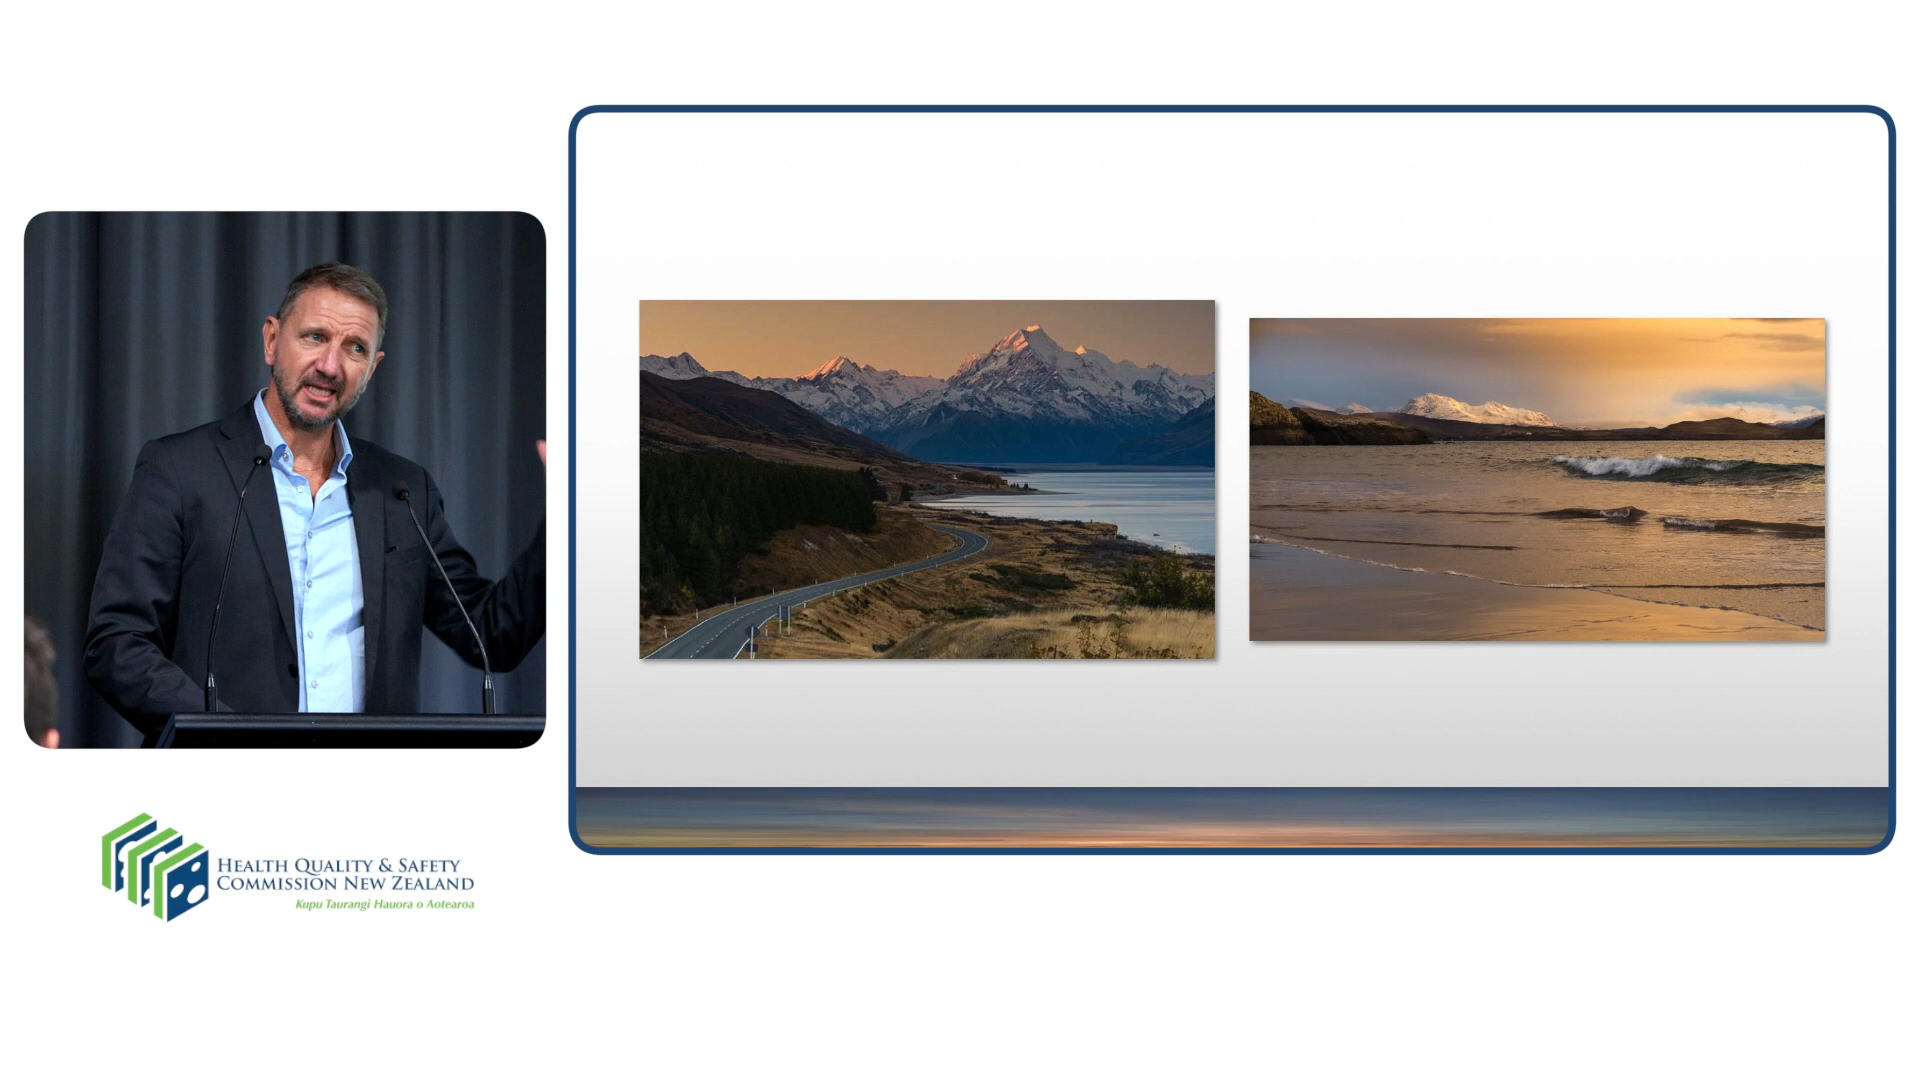 HEALTH QUALITY & SAFETY
COMMISSION NEW ZEALAND
Kupu Taurangi Hauora o Aotearoa